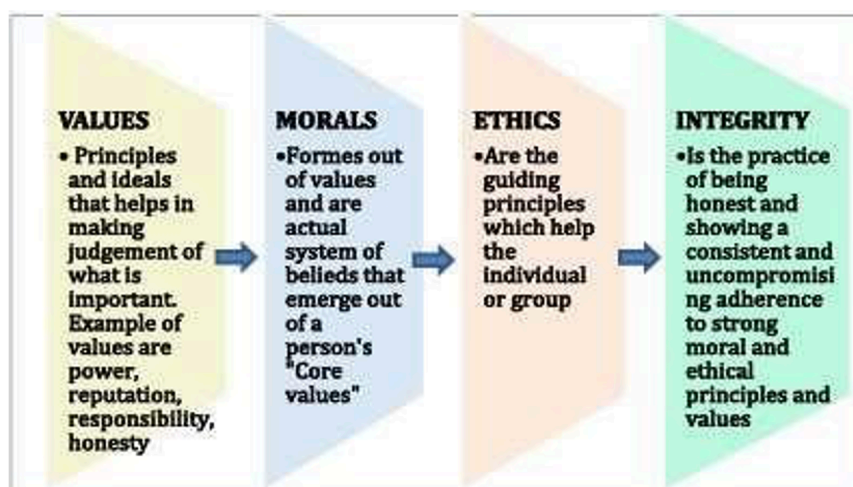 VALUES
• Principles
and ideals
that helps in
making
judgement of
what is
important.
Example of
values are
power,
reputation,
responsibility,
honesty
MORALS
•Formes out
of values
and are
actual
system of
belieds that
emerge out
of a
person's
"Core
values"
ETHICS
•Are the
guiding
principles
which help
the
individual
or group
INTEGRITY
•Is the practice
of being
honest and
showing a
consistent and
uncompromisi
ng adherence
to strong
moral and
ethical
principles and
values